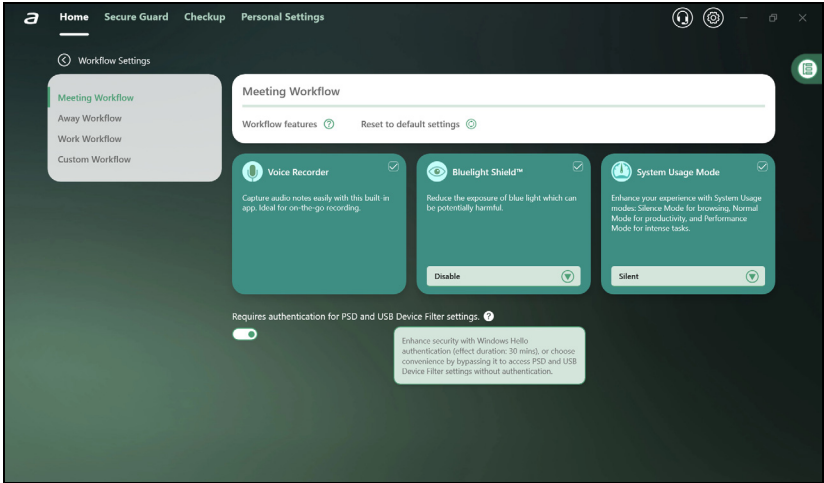 a Home Secure Guard Checkup Personal Settings
Workflow Settings
Meeting Workflow
Away Workflow
Work Workflow
Custom Workflow
Meeting Workflow
Workflow features ? Reset to default settings
Voice Recorder
Capture audio notes easily with this built-in
app. Ideal for on-the-go recording.
Bluelight Shield™
Reduce the exposure of blue light which can
be potentially harmful.
Disable
System Usage Mode
Enhance your experience with System Usage
modes: Silence Mode for browsing, Normal
Mode for productivity, and Performance
Mode for intense tasks.
Silent
Requires authentication for PSD and USB Device Filter settings. ?
Enhance security with Windows Hello
authentication (effect duration: 30 mins), or choose
convenience by bypassing it to access PSD and USB
Device Filter settings without authentication.